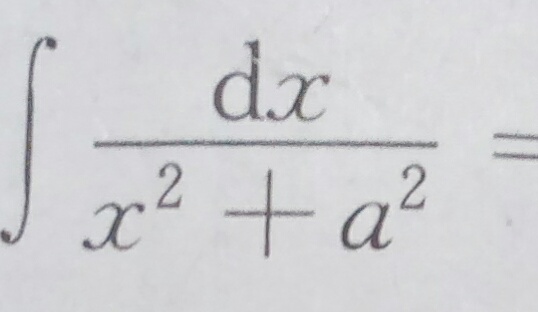 ∫ dx / (x² + a²) =